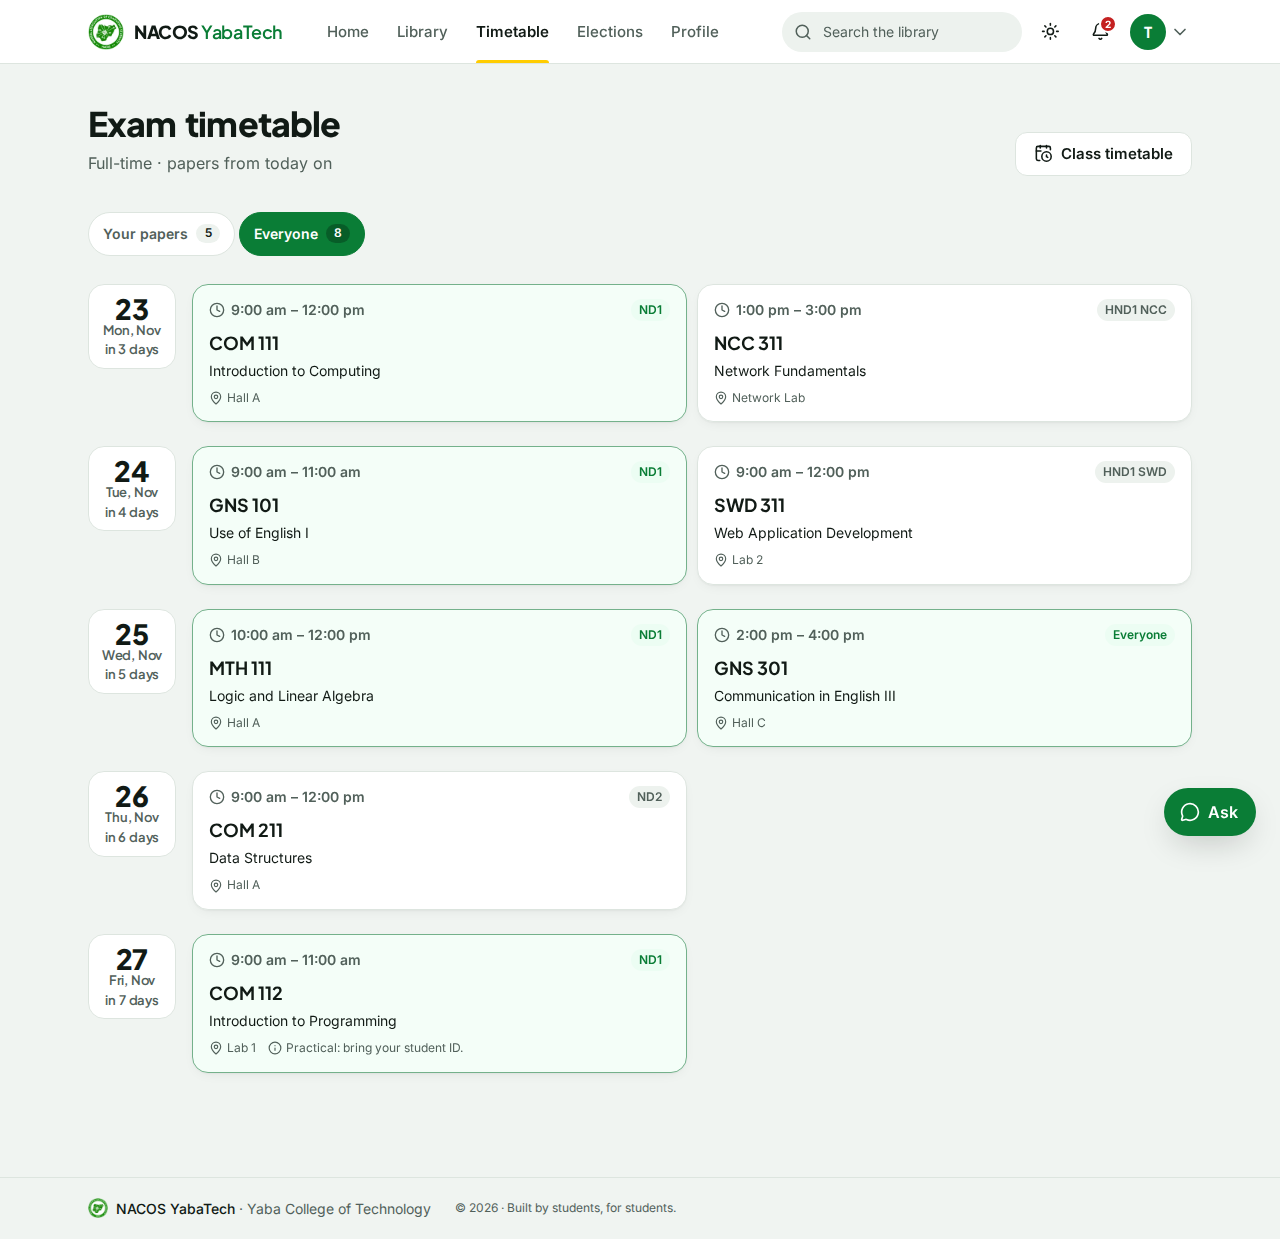 NACOS YabaTech
Home
Library
Timetable
Elections
Profile
Search the library
2
T
Exam timetable
Full-time · papers from today on
Class timetable
Your papers 5
Everyone 8
23
Mon, Nov
in 3 days
9:00 am – 12:00 pm
ND1
COM 111
Introduction to Computing
Hall A
1:00 pm – 3:00 pm
HND1 NCC
NCC 311
Network Fundamentals
Network Lab
24
Tue, Nov
in 4 days
9:00 am – 11:00 am
ND1
GNS 101
Use of English I
Hall B
9:00 am – 12:00 pm
HND1 SWD
SWD 311
Web Application Development
Lab 2
25
Wed, Nov
in 5 days
10:00 am – 12:00 pm
ND1
MTH 111
Logic and Linear Algebra
Hall A
2:00 pm – 4:00 pm
Everyone
GNS 301
Communication in English III
Hall C
26
Thu, Nov
in 6 days
9:00 am – 12:00 pm
ND2
COM 211
Data Structures
Hall A
Ask
27
Fri, Nov
in 7 days
9:00 am – 11:00 am
ND1
COM 112
Introduction to Programming
Lab 1
Practical: bring your student ID.
NACOS YabaTech · Yaba College of Technology
© 2026 · Built by students, for students.